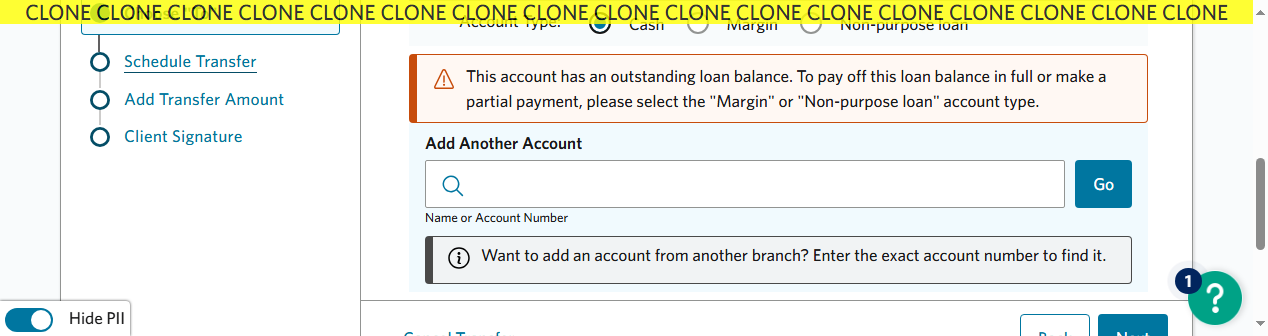 CLONE CLONE CLONE CLONE CLONE CLONE CLONE CLONE CLONE CLONE CLONE CLONE CLONE CLONE CLONE CLONE CLONE
Account Type: Cash Margin Non-purpose loan
Schedule Transfer
Add Transfer Amount
Client Signature
This account has an outstanding loan balance. To pay off this loan balance in full or make a
partial payment, please select the "Margin" or "Non-purpose loan" account type.
Add Another Account
Go
Name or Account Number
Want to add an account from another branch? Enter the exact account number to find it.
1
?
Hide PII
Cancel Transfer
Back
Next